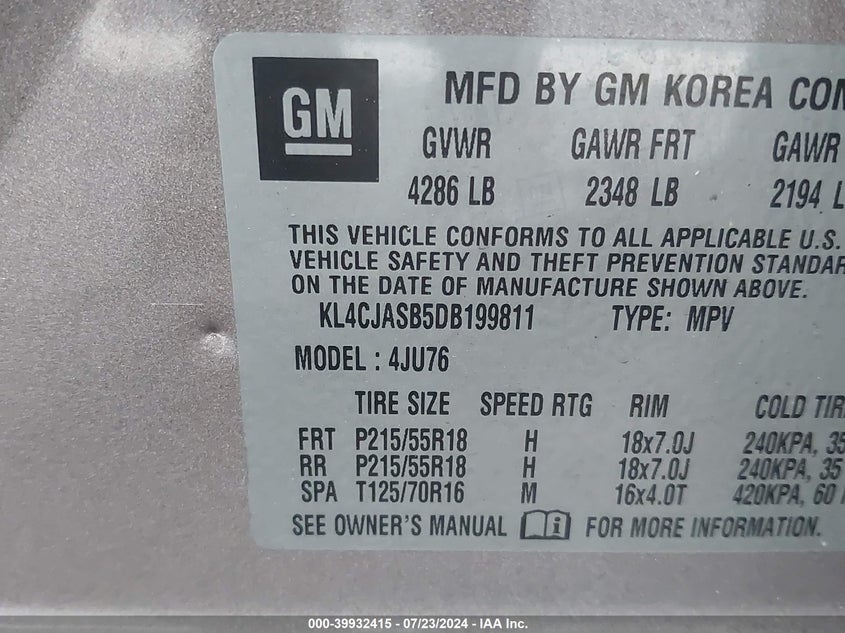 GM
MFD BY GM KOREA
GVWR GAWR FRT GAWR
4286 LB 2348 LB 2194
THIS VEHICLE CONFORMS TO ALL APPLICABLE U.S.
VEHICLE SAFETY AND THEFT PREVENTION
ON THE DATE OF MANUFACTURE SHOWN ABOVE.
KL4CJASB5DB199811 TYPE: MPV
MODEL : 4JU76
TIRE SIZE SPEED RTG RIM COLD
FRT P215/55R18 H 18x7.0J 240KPA, 35
RR P215/55R18 H 18x7.0J 240KPA, 35
SPA T125/70R16 M 16x4.0T 420KPA, 60
SEE OWNER'S MANUAL FOR MORE INFORMATION.
000-39932415 - 07/23/2024 - IAA Inc.